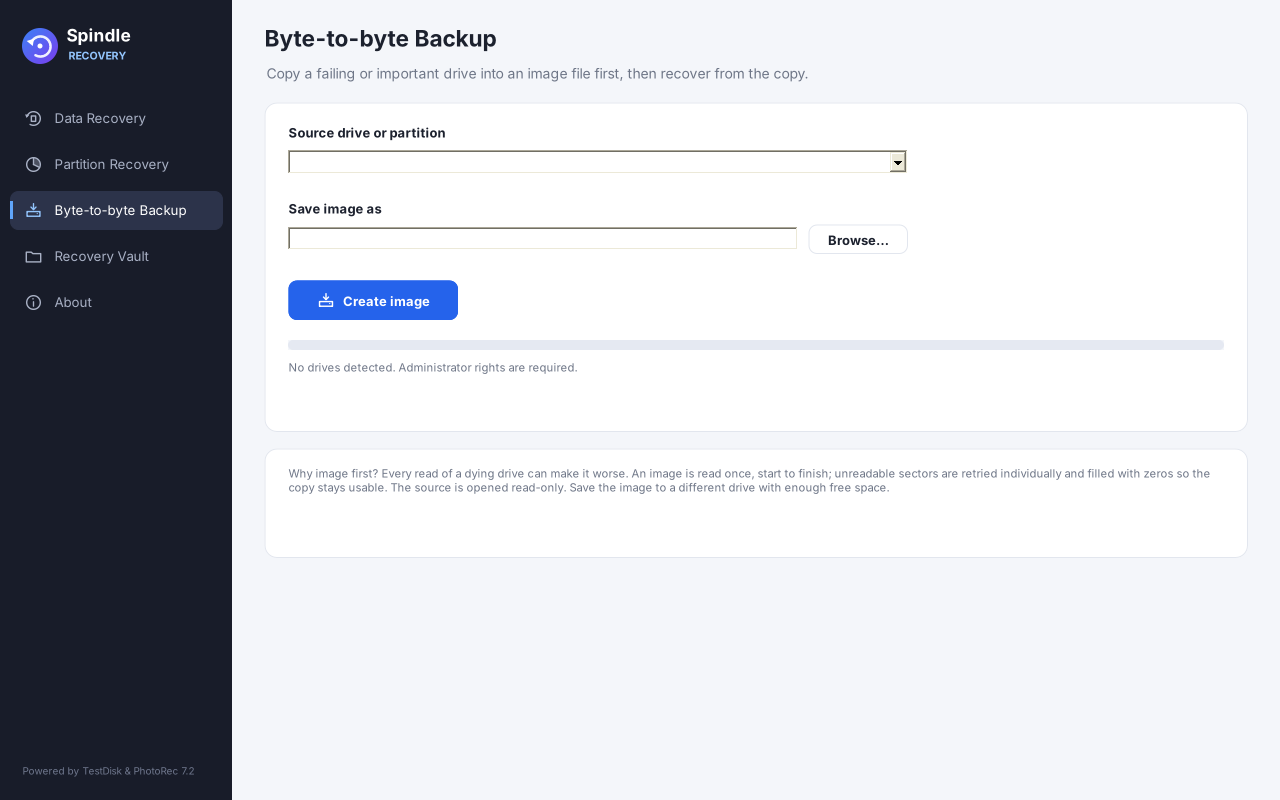 Spindle
RECOVERY
Data Recovery
Partition Recovery
Byte-to-byte Backup
Recovery Vault
About
Powered by TestDisk & PhotoRec 7.2
Byte-to-byte Backup
Copy a failing or important drive into an image file first, then recover from the copy.
Source drive or partition
Save image as
Browse...
Create image
No drives detected. Administrator rights are required.
Why image first? Every read of a dying drive can make it worse. An image is read once, start to finish; unreadable sectors are retried individually and filled with zeros so the
copy stays usable. The source is opened read-only. Save the image to a different drive with enough free space.